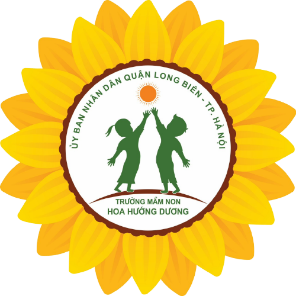 ỦY BAN NHÂN DÂN QUẬN LONG BIÊN - TP. HÀ NỘI
TRƯỜNG MẦM NON
HOA HƯỚNG DƯƠNG